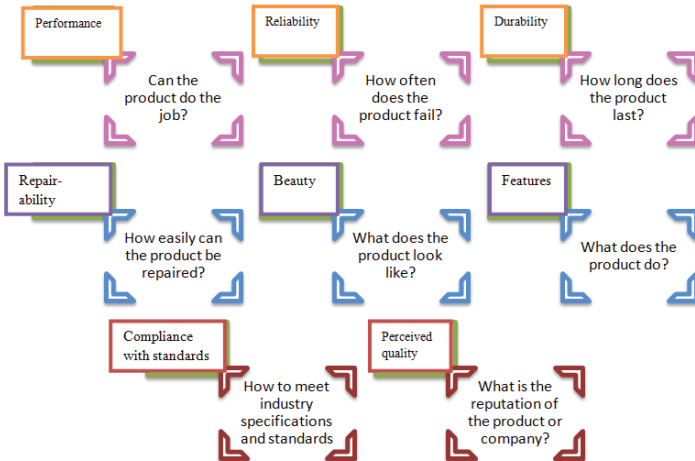 Performance
Can the
product do the
job?
Reliability
How often
does the
product fail?
Durability
How long does
the product
last?
Repair-
ability
How easily can
the product be
repaired?
Beauty
What does the
product look
like?
Features
What does the
product do?
Compliance
with standards
How to meet
industry
specifications
and standards
Perceived
quality
What is the
reputation of
the product or
company?